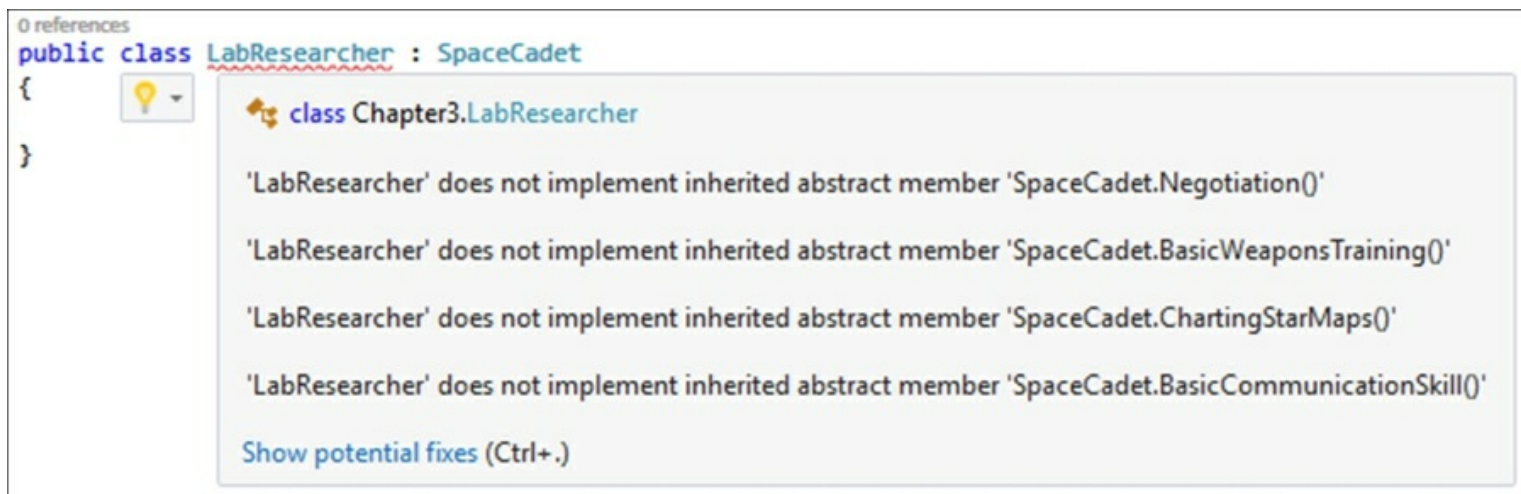 0 references
public class LabResearcher : SpaceCadet
{
class Chapter3.LabResearcher
}
'LabResearcher' does not implement inherited abstract member 'SpaceCadet.Negotiation()'
'LabResearcher' does not implement inherited abstract member 'SpaceCadet.BasicWeaponsTraining()'
'LabResearcher' does not implement inherited abstract member 'SpaceCadet.ChartingStarMaps()'
'LabResearcher' does not implement inherited abstract member 'SpaceCadet.BasicCommunicationSkill()'
Show potential fixes (Ctrl+.)